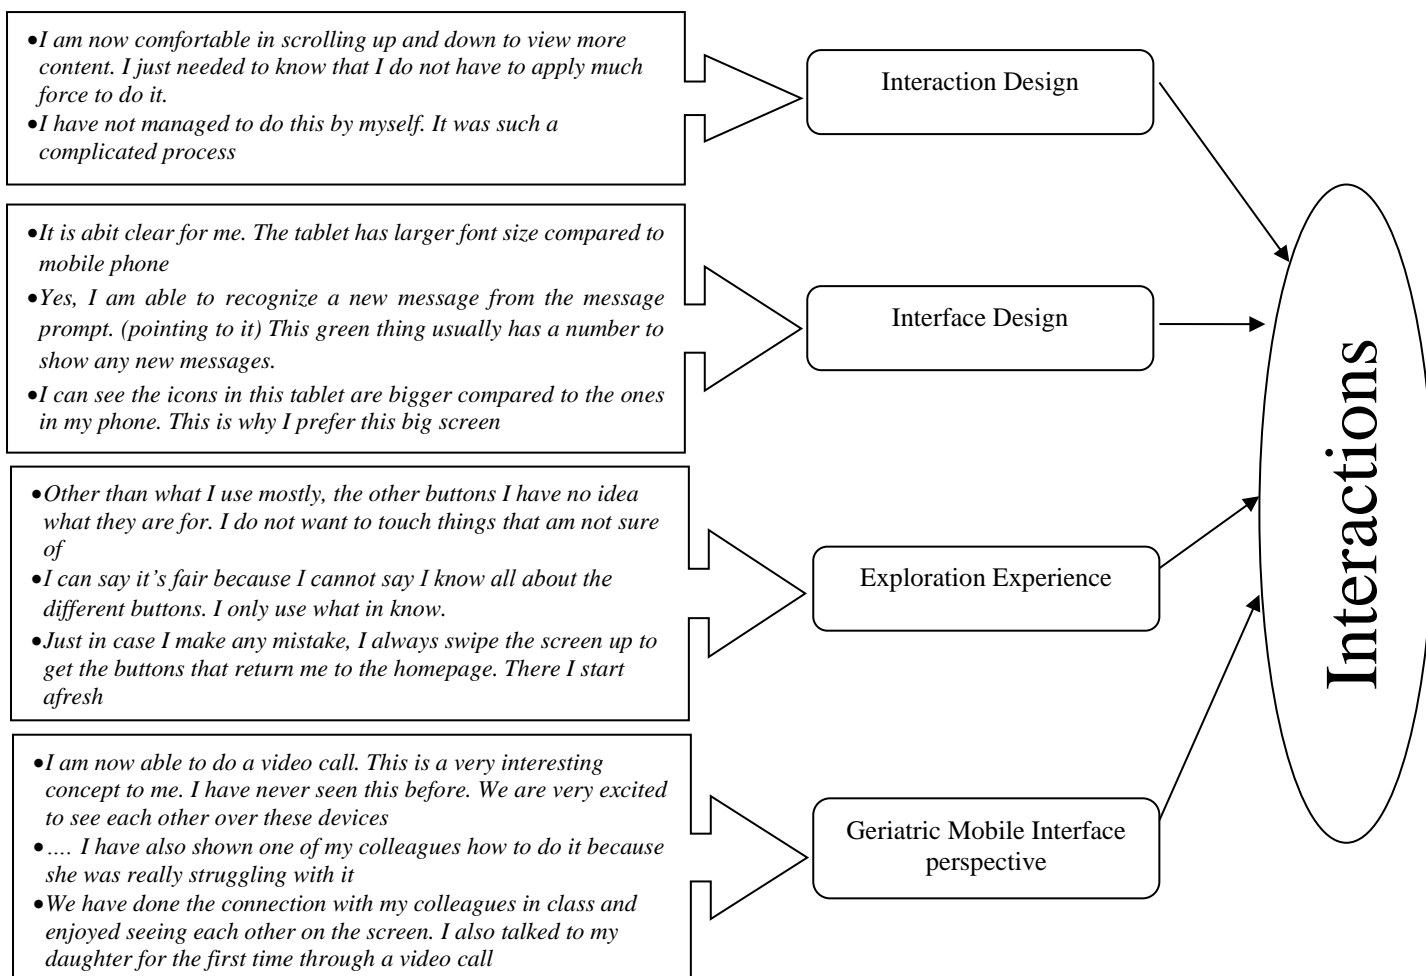 •I am now comfortable in scrolling up and down to view more
content. I just needed to know that I do not have to apply much
force to do it.
•I have not managed to do this by myself. It was such a
complicated process
Interaction Design
•It is abit clear for me. The tablet has larger font size compared to
mobile phone
•Yes, I am able to recognize a new message from the message
prompt. (pointing to it) This green thing usually has a number to
show any new messages.
•I can see the icons in this tablet are bigger compared to the ones
in my phone. This is why I prefer this big screen
Interface Design
•Other than what I use mostly, the other buttons I have no idea
what they are for. I do not want to touch things that am not sure
of
•I can say it's fair because I cannot say I know all about the
different buttons. I only use what in know.
•Just in case I make any mistake, I always swipe the screen up to
get the buttons that return me to the homepage. There I start
afresh
Exploration Experience
•I am now able to do a video call. This is a very interesting
concept to me. I have never seen this before. We are very excited
to see each other over these devices
•…. I have also shown one of my colleagues how to do it because
she was really struggling with it
•We have done the connection with my colleagues in class and
enjoyed seeing each other on the screen. I also talked to my
daughter for the first time through a video call
Geriatric Mobile Interface
perspective
Interactions